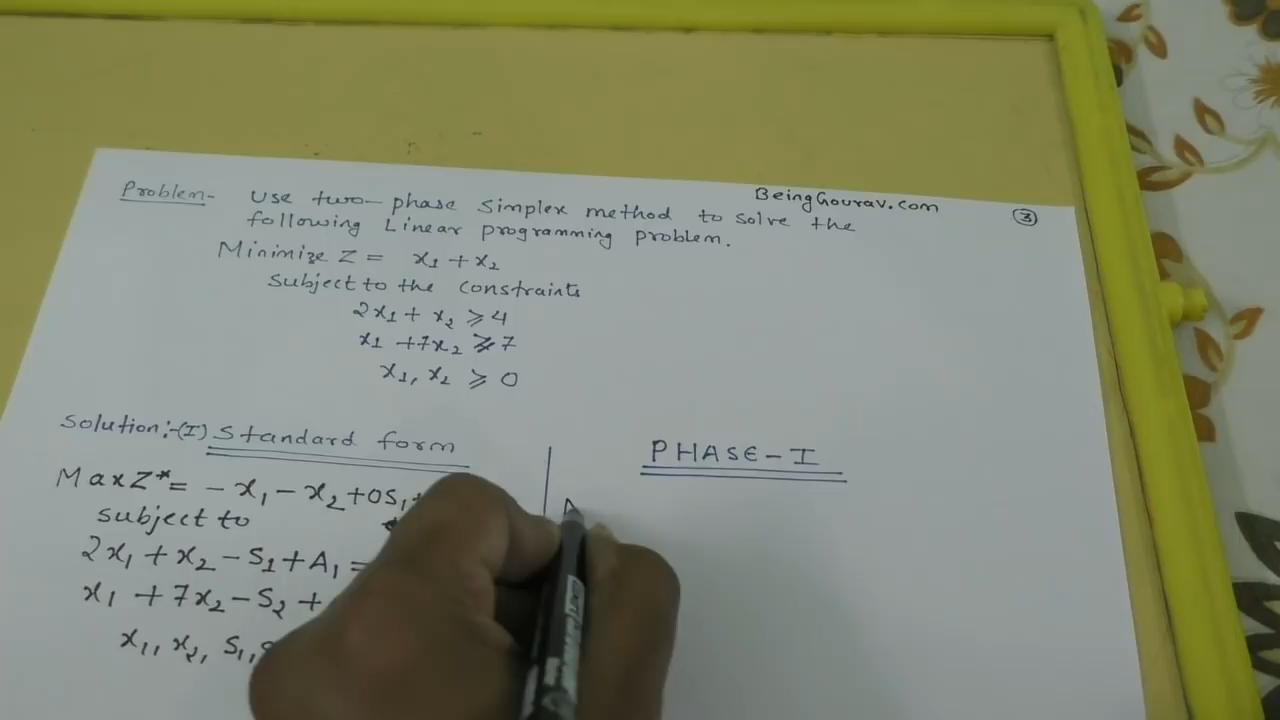 Problem- Use two-phase simplex method to solve the
BeingGourav.com
③
following Linear programming problem.
Minimize Z = x₁ + x₂
Subject to the constraints
2x₁ + x₂ ⩾ 4
x₁ + 7x₂ ⩾ 7
x₁, x₂ ⩾ 0
Solution:-(I) Standard form
Max Z* = - x₁ - x₂ + 0S₁ +
subject to
2x₁ + x₂ - S₁ + A₁ =
x₁ + 7x₂ - S₂ +
x₁, x₂, S₁,
PHASE - I